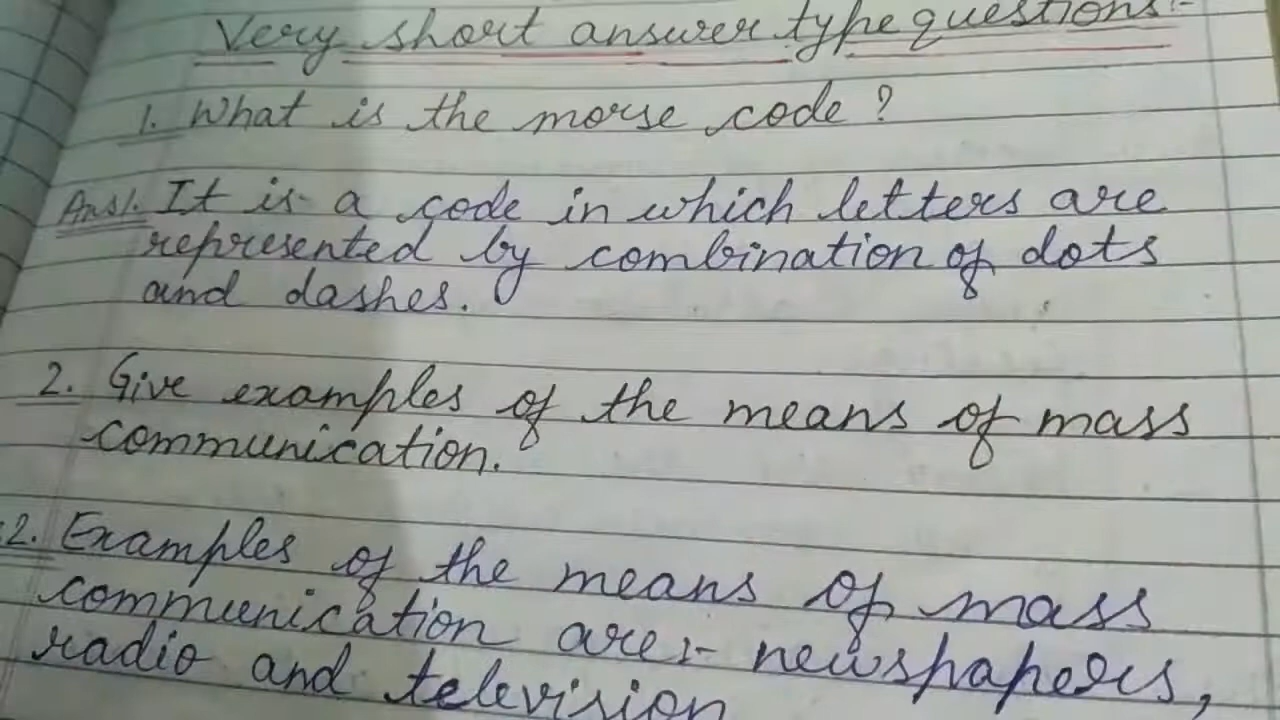 Very short answer type questions:-
1. What is the morse code ?
Ans1. It is a code in which letters are
represented by combination of dots
and dashes.
2. Give examples of the means of mass
communication.
2. Examples of the means of mass
communication are:- newspapers,
radio and television